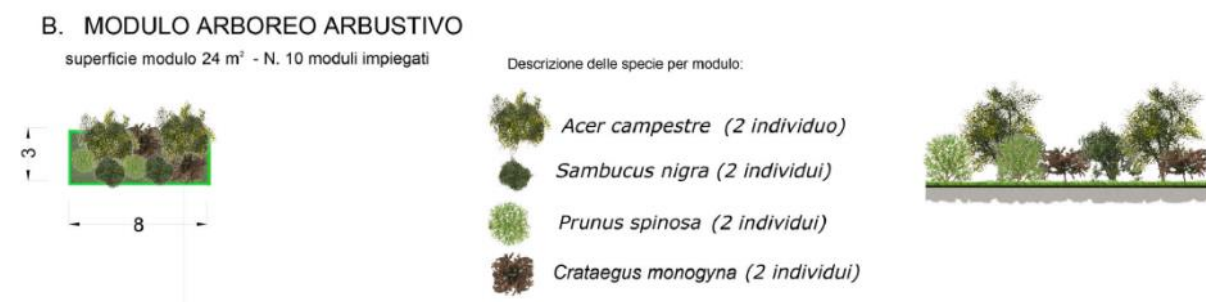 B. MODULO ARBOREO ARBUSTIVO
superficie modulo 24 m² - N. 10 moduli impiegati
Descrizione delle specie per modulo:
Acer campestre (2 individuo)
Sambucus nigra (2 individui)
Prunus spinosa (2 individui)
Crataegus monogyna (2 individui)
3
8